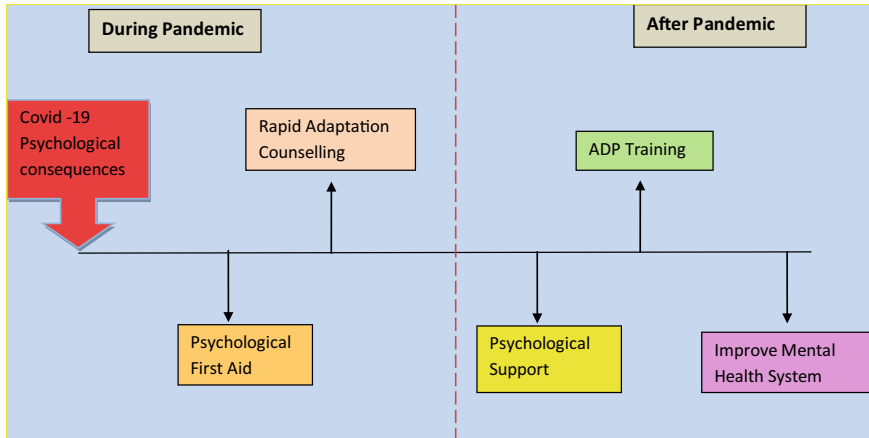 During Pandemic
After Pandemic
Covid -19
Psychological
consequences
Rapid Adaptation
Counselling
ADP Training
Psychological
First Aid
Psychological
Support
Improve Mental
Health System